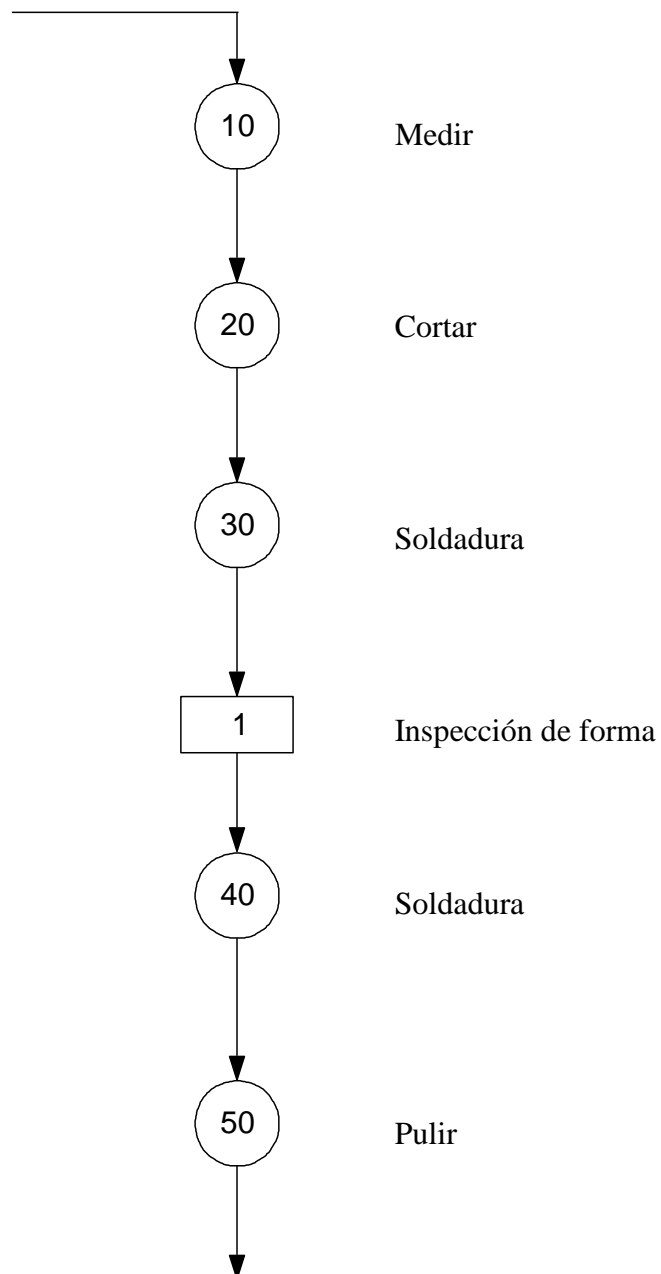 10 Medir
20 Cortar
30 Soldadura
1 Inspección de forma
40 Soldadura
50 Pulir